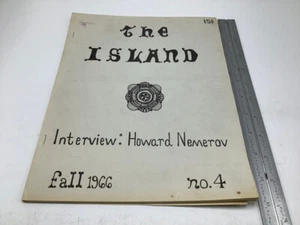 the
ISLAND
Interview: Howard Nemerov
fall 1966 no. 4